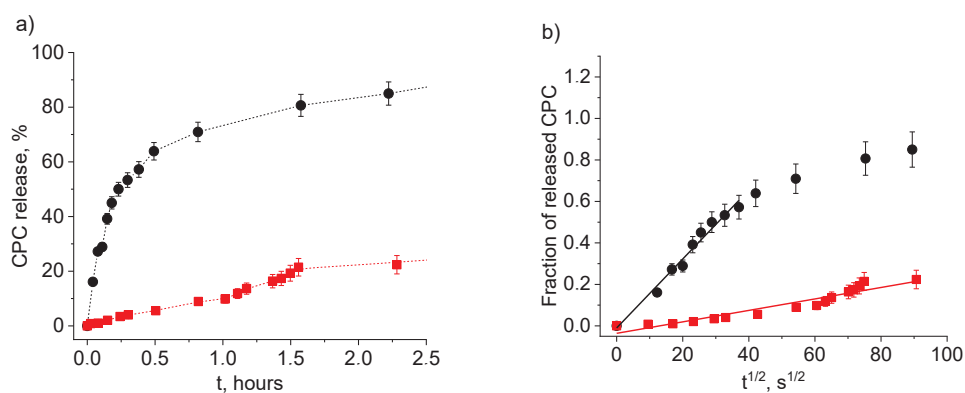 a)
CPC release, %
100
80
60
40
20
0
0.0 0.5 1.0 1.5 2.0 2.5
t, hours
b)
Fraction of released CPC
1.2
1.0
0.8
0.6
0.4
0.2
0.0
0 20 40 60 80 100
t^{1/2}, s^{1/2}